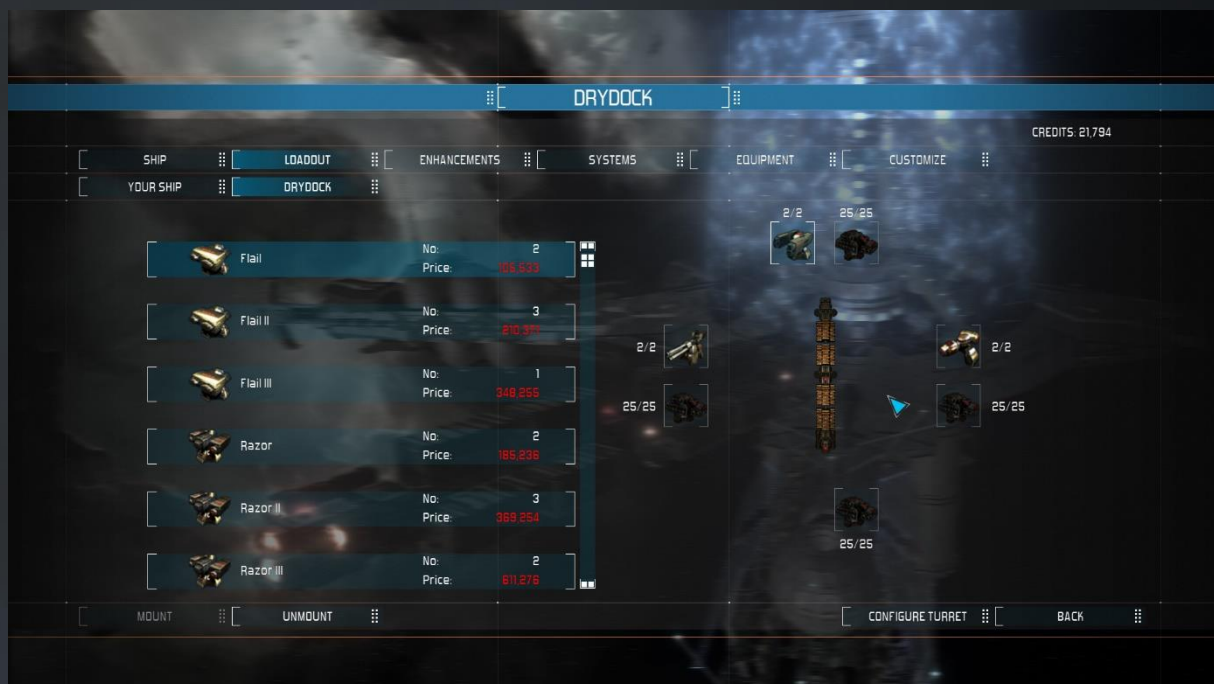 DRYDOCK
CREDITS: 21,794
SHIP LOADOUT ENHANCEMENTS SYSTEMS EQUIPMENT CUSTOMIZE
YOUR SHIP DRYDOCK
2/2 25/25
Flail No: 2
Price: 105,533
Flail II No: 3
Price: 210,371
2/2 2/2
Flail III No: 1
Price: 348,255
25/25 25/25
Razor No: 2
Price: 185,236
Razor II No: 3
Price: 369,254
25/25
Razor III No: 2
Price: 611,276
MOUNT UNMOUNT CONFIGURE TURRET BACK